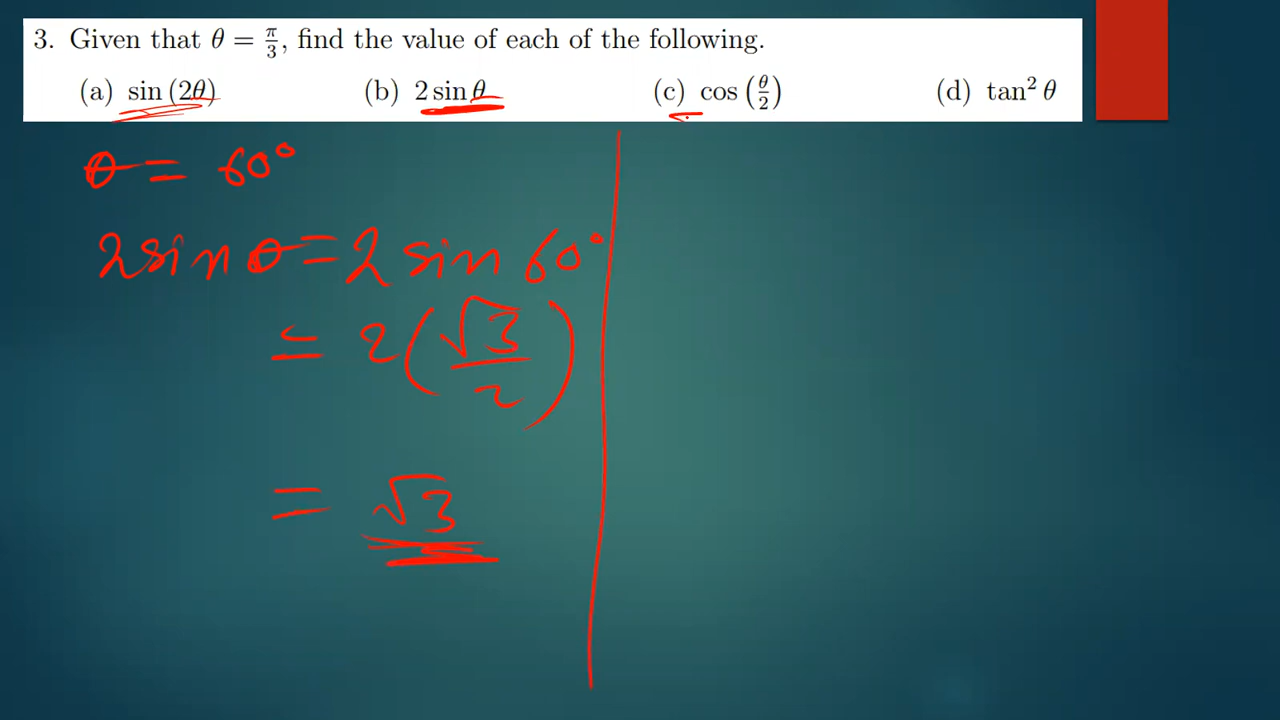 3. Given that θ = π/3, find the value of each of the following.
(a) sin (2θ) (b) 2 sin θ (c) cos (θ/2) (d) tan² θ
θ = 60°
2 sin θ = 2 sin 60°
= 2 (√3/2)
= √3